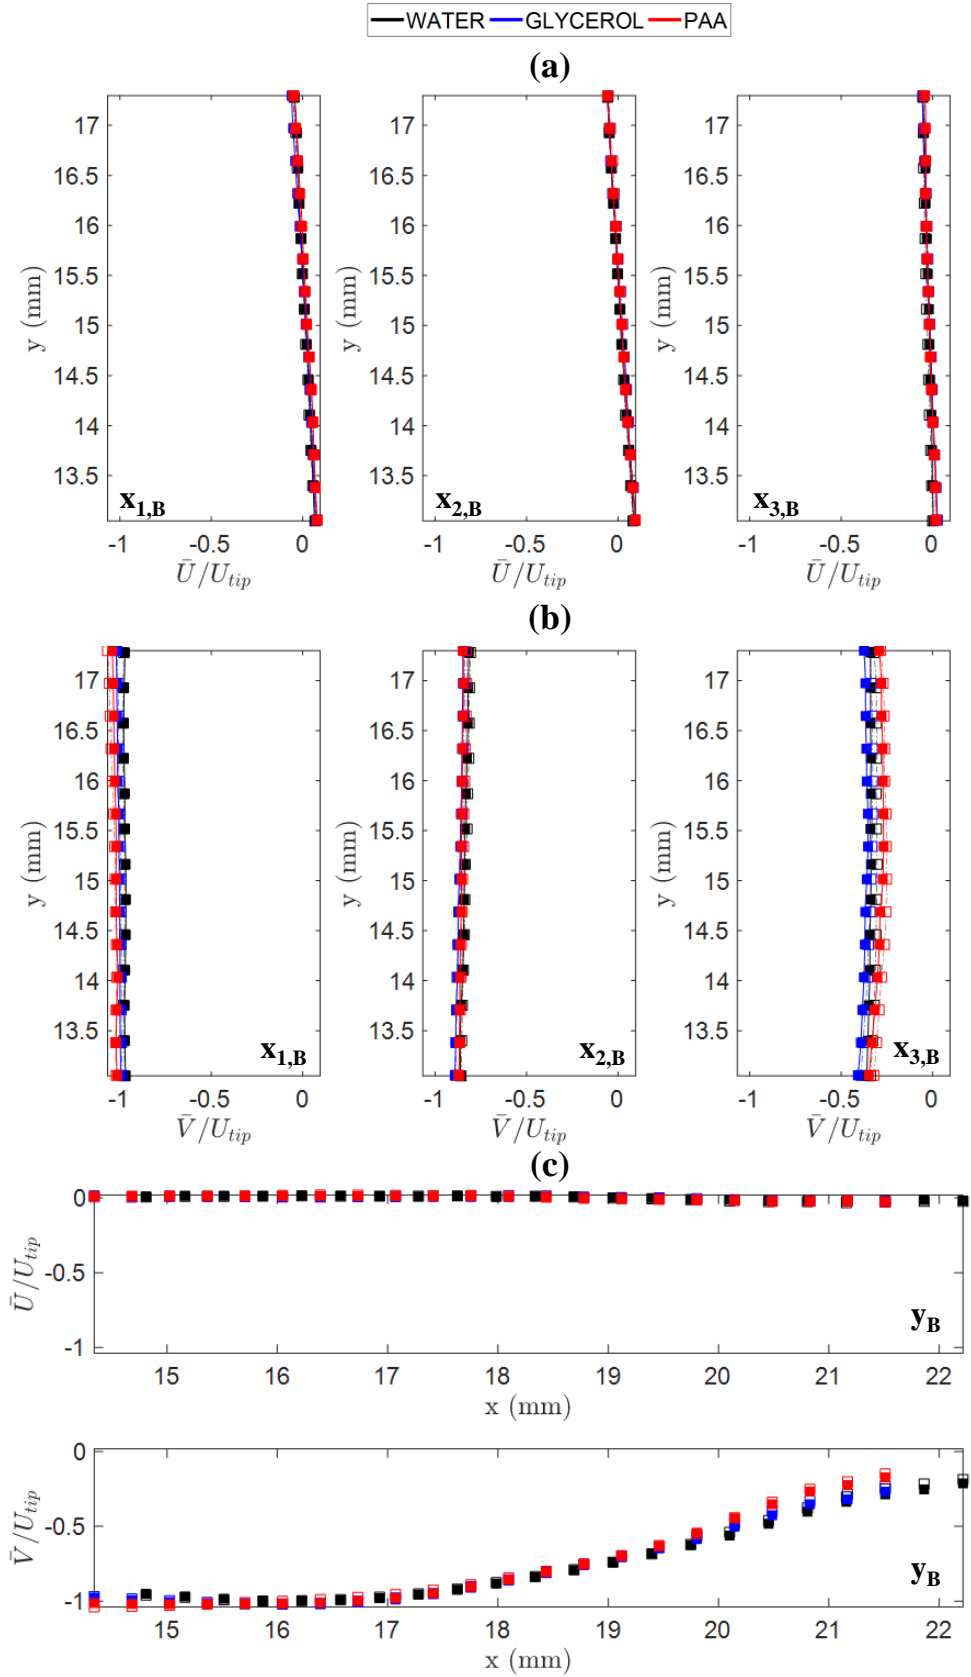 WATER GLYCEROL PAA
(a)
17 17 17
16.5 16.5 16.5
16 16 16
15.5 15.5 15.5
15 15 15
14.5 14.5 14.5
14 14 14
13.5 13.5 13.5
y (mm) y (mm) y (mm)
x1,B x2,B x3,B
-1 -0.5 0 -1 -0.5 0 -1 -0.5 0
Ū/Utip Ū/Utip Ū/Utip
(b)
17 17 17
16.5 16.5 16.5
16 16 16
15.5 15.5 15.5
15 15 15
14.5 14.5 14.5
14 14 14
13.5 13.5 13.5
y (mm) y (mm) y (mm)
x1,B x2,B x3,B
-1 -0.5 0 -1 -0.5 0 -1 -0.5 0
V̄/Utip V̄/Utip V̄/Utip
(c)
0
-0.5
-1
Ū/Utip
yB
15 16 17 18 19 20 21 22
x (mm)
0
-0.5
-1
V̄/Utip
yB
15 16 17 18 19 20 21 22
x (mm)